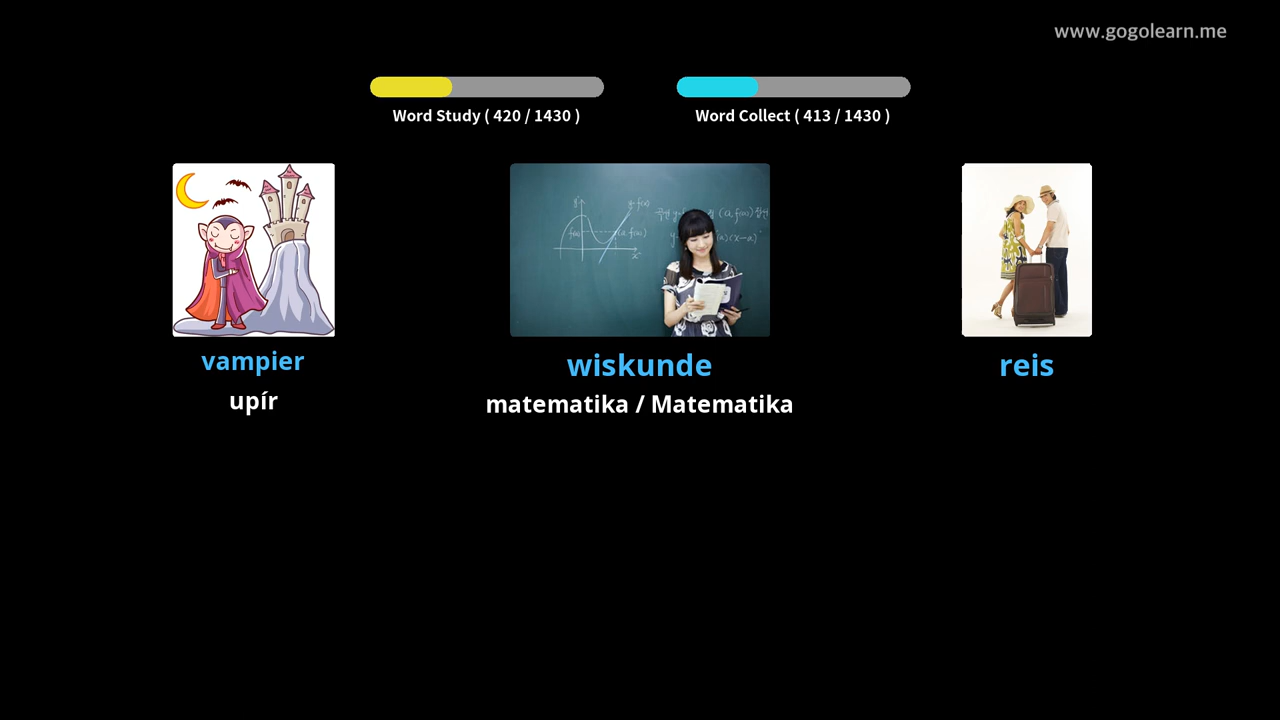 www.gogolearn.me
Word Study ( 420 / 1430 )
Word Collect ( 413 / 1430 )
vampier
upír
wiskunde
matematika / Matematika
reis